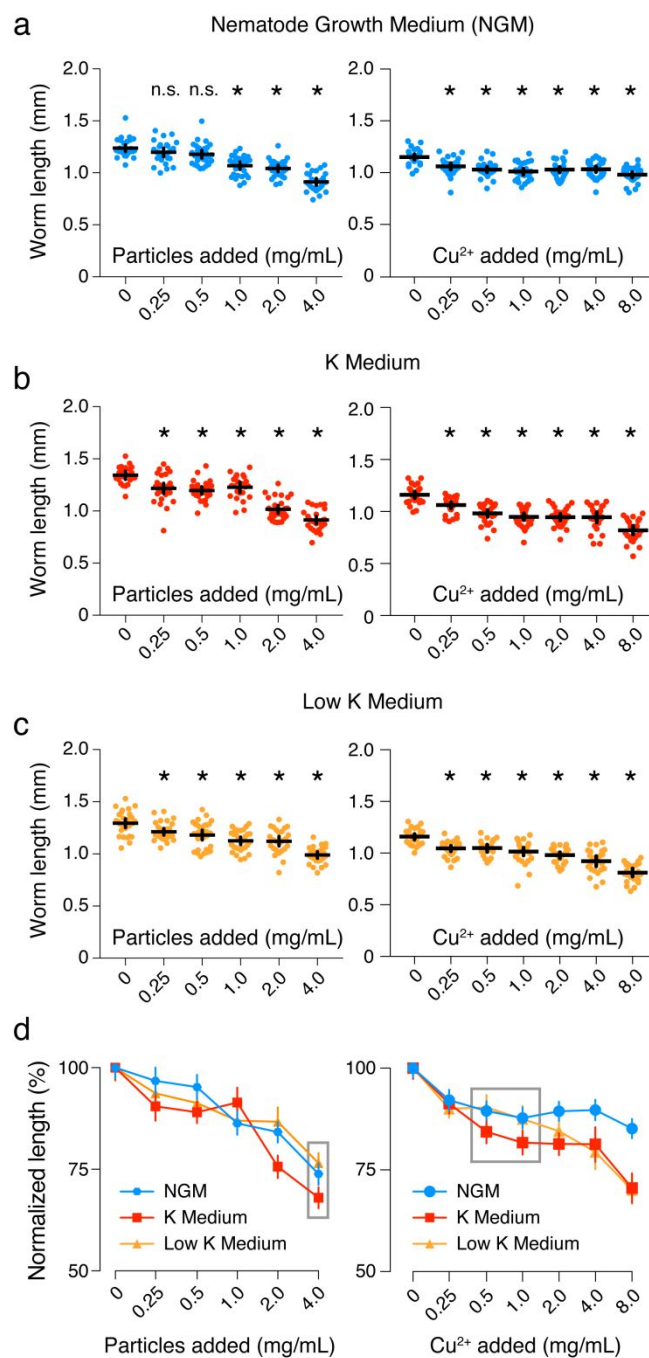 a
Nematode Growth Medium (NGM)
Worm length (mm)
2.0
1.5
1.0
0.5
0
n.s. n.s. * * *
Particles added (mg/mL)
0 0.25 0.5 1.0 2.0 4.0
2.0
1.5
1.0
0.5
0
* * * * * *
Cu²⁺ added (mg/mL)
0 0.25 0.5 1.0 2.0 4.0 8.0
b
K Medium
Worm length (mm)
2.0
1.5
1.0
0.5
0
* * * * *
Particles added (mg/mL)
0 0.25 0.5 1.0 2.0 4.0
2.0
1.5
1.0
0.5
0
* * * * * *
Cu²⁺ added (mg/mL)
0 0.25 0.5 1.0 2.0 4.0 8.0
c
Low K Medium
Worm length (mm)
2.0
1.5
1.0
0.5
0
* * * * *
Particles added (mg/mL)
0 0.25 0.5 1.0 2.0 4.0
2.0
1.5
1.0
0.5
0
* * * * * *
Cu²⁺ added (mg/mL)
0 0.25 0.5 1.0 2.0 4.0 8.0
d
Normalized length (%)
100
75
50
NGM
K Medium
Low K Medium
0 0.25 0.5 1.0 2.0 4.0
Particles added (mg/mL)
100
75
50
NGM
K Medium
Low K Medium
0 0.25 0.5 1.0 2.0 4.0 8.0
Cu²⁺ added (mg/mL)